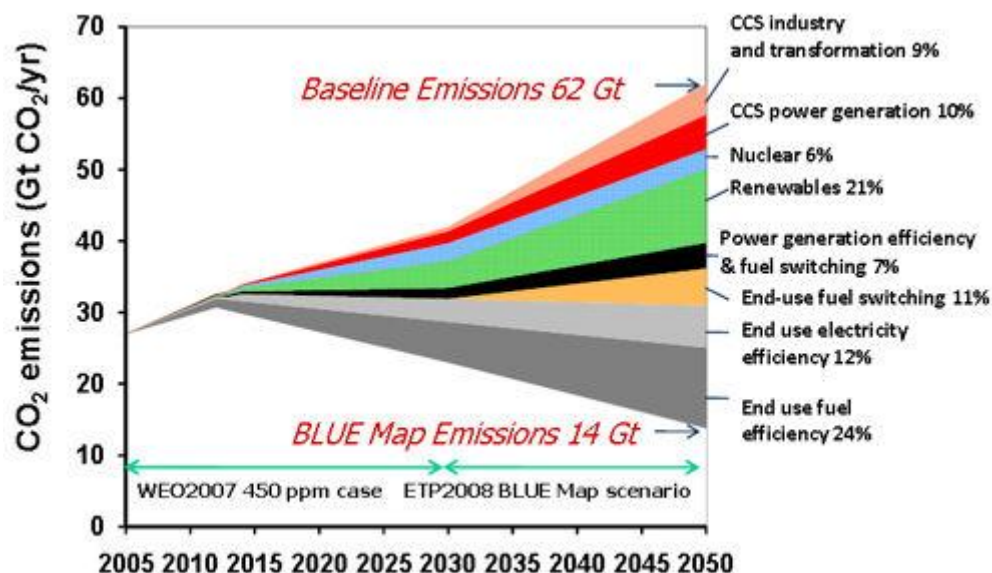 CO₂ emissions (Gt CO₂/yr)
70
60
50
40
30
20
10
0
Baseline Emissions 62 Gt
BLUE Map Emissions 14 Gt
WEO2007 450 ppm case
ETP2008 BLUE Map scenario
2005 2010 2015 2020 2025 2030 2035 2040 2045 2050
CCS industry
and transformation 9%
CCS power generation 10%
Nuclear 6%
Renewables 21%
Power generation efficiency
& fuel switching 7%
End-use fuel switching 11%
End use electricity
efficiency 12%
End use fuel
efficiency 24%